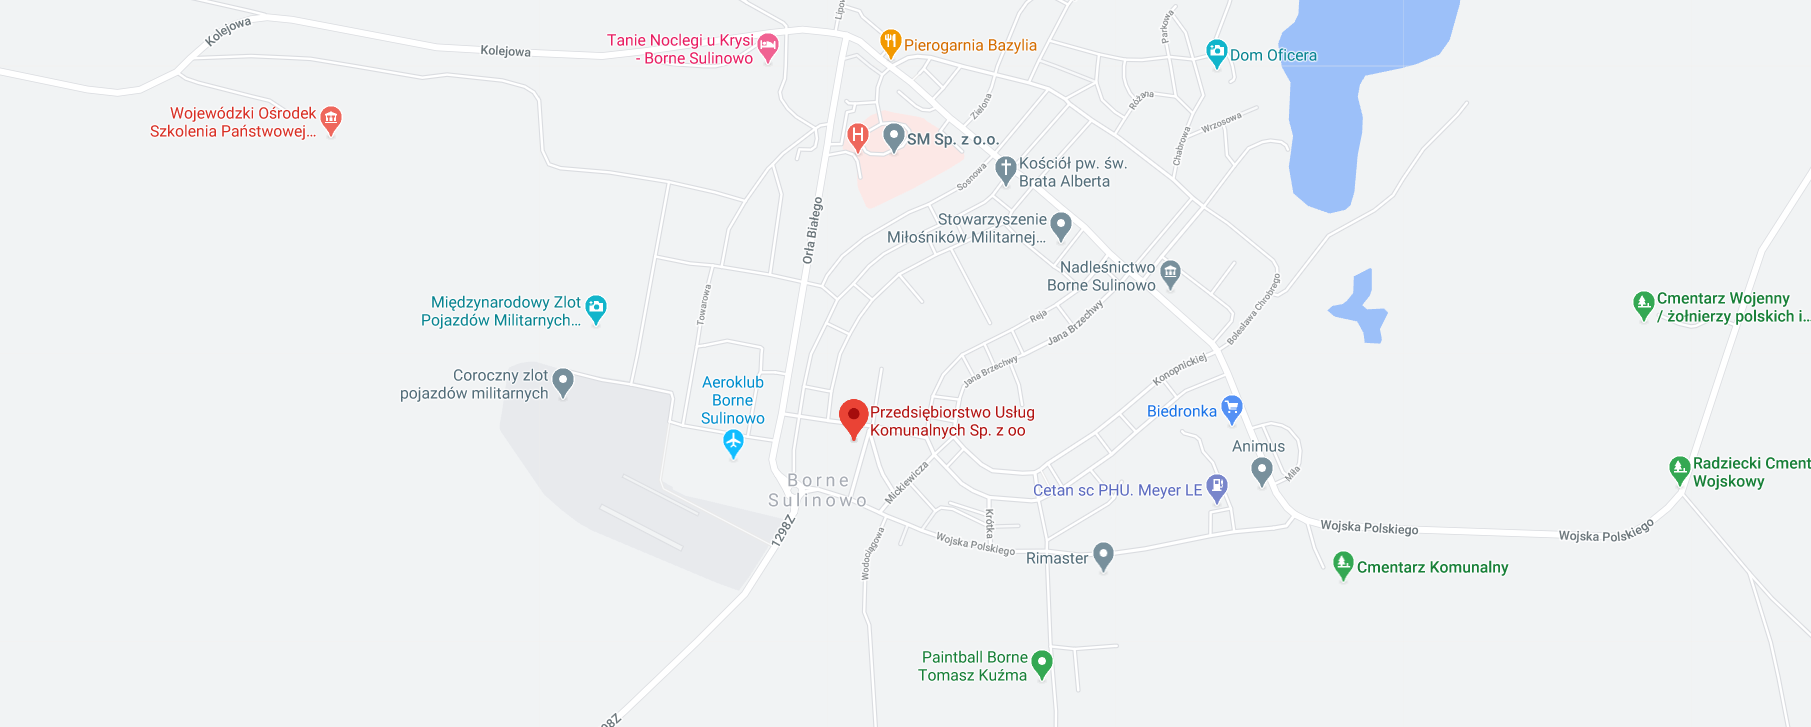 Kolejowa
Kolejowa
Lipow
Tanie Noclegi u Krysi
- Borne Sulinowo
Pierogarnia Bazylia
Parkowa
Dom Oficera
Wojewódzki Ośrodek
Szkolenia Państwowej...
H
SM Sp. z o.o.
Zielona
Różana
Wrzosowa
Chabrowa
Kościół pw. św.
Brata Alberta
Sosnowa
Orła Białego
Stowarzyszenie
Miłośników Militarnej...
Nadleśnictwo
Borne Sulinowo
Międzynarodowy Zlot
Pojazdów Militarnych...
Towarowa
Reja
Jana Brzechwy
Bolesława Chrobrego
Cmentarz Wojenny
/ żołnierzy polskich i...
Coroczny zlot
pojazdów militarnych
Aeroklub
Borne
Sulinowo
Jana Brzechwy
Konopnickiej
Przedsiębiorstwo Usług
Komunalnych Sp. z oo
Biedronka
Animus
Miła
Radziecki Cment
Wojskowy
Borne
Sulinowo
Mickiewicza
Cetan sc PHU. Meyer LE
1298Z
Krótka
Wodociągowa
Wojska Polskiego
Wojska Polskiego
Wojska Polskiego
Rimaster
Cmentarz Komunalny
Paintball Borne
Tomasz Kuźma
98Z